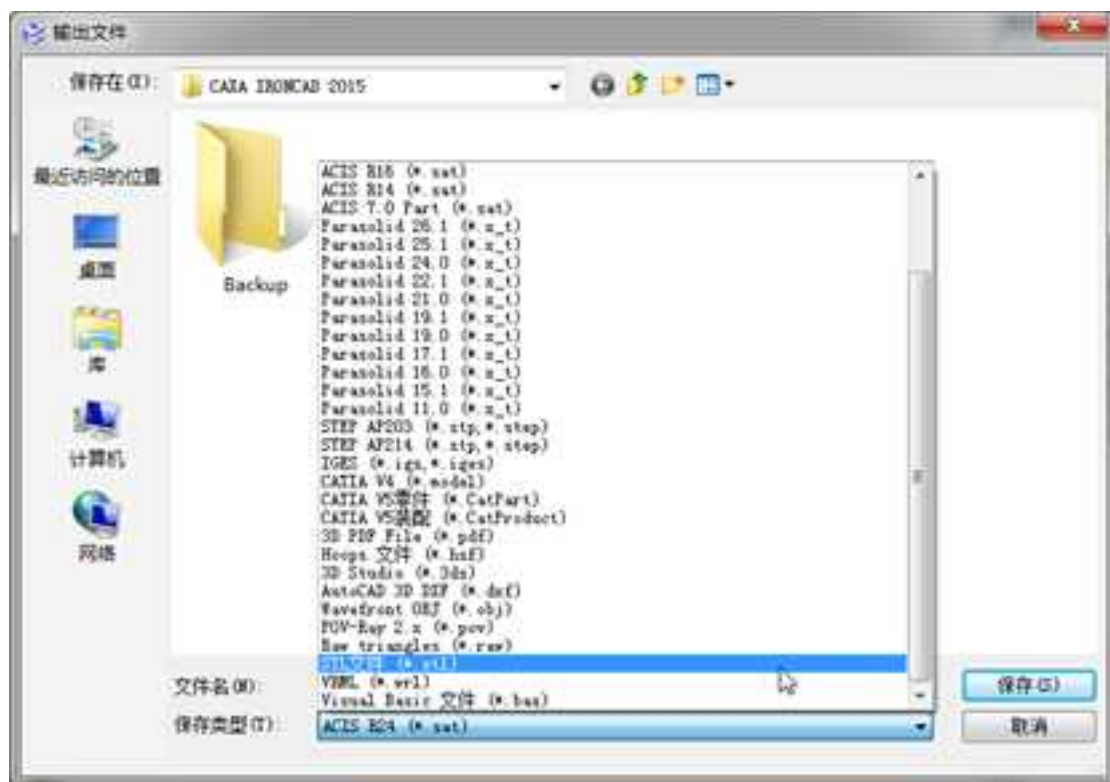 输出文件
保存在(I):
CAXA IRONCAD 2015
最近访问的位置
桌面
库
计算机
网络
Backup
ACIS R16 (*.sat)
ACIS R14 (*.sat)
ACIS 7.0 Part (*.sat)
Parasolid 26.1 (*.x_t)
Parasolid 25.1 (*.x_t)
Parasolid 24.0 (*.x_t)
Parasolid 22.1 (*.x_t)
Parasolid 21.0 (*.x_t)
Parasolid 19.1 (*.x_t)
Parasolid 19.0 (*.x_t)
Parasolid 17.1 (*.x_t)
Parasolid 16.0 (*.x_t)
Parasolid 15.1 (*.x_t)
Parasolid 11.0 (*.x_t)
STEP AP203 (*.stp,*.step)
STEP AP214 (*.stp,*.step)
IGES (*.igs,*.iges)
CATIA V4 (*.model)
CATIA V5零件 (*.CatPart)
CATIA V5装配 (*.CatProduct)
3D PDF File (*.pdf)
Hoops 文件 (*.hsf)
3D Studio (*.3ds)
AutoCAD 3D DXF (*.dxf)
Wavefront OBJ (*.obj)
POV-Ray 2.x (*.pov)
Raw triangles (*.raw)
STL文件 (*.stl)
VRML (*.wrl)
Visual Basic 文件 (*.bas)
文件名(N):
保存(S)
保存类型(T):
ACIS R24 (*.sat)
取消